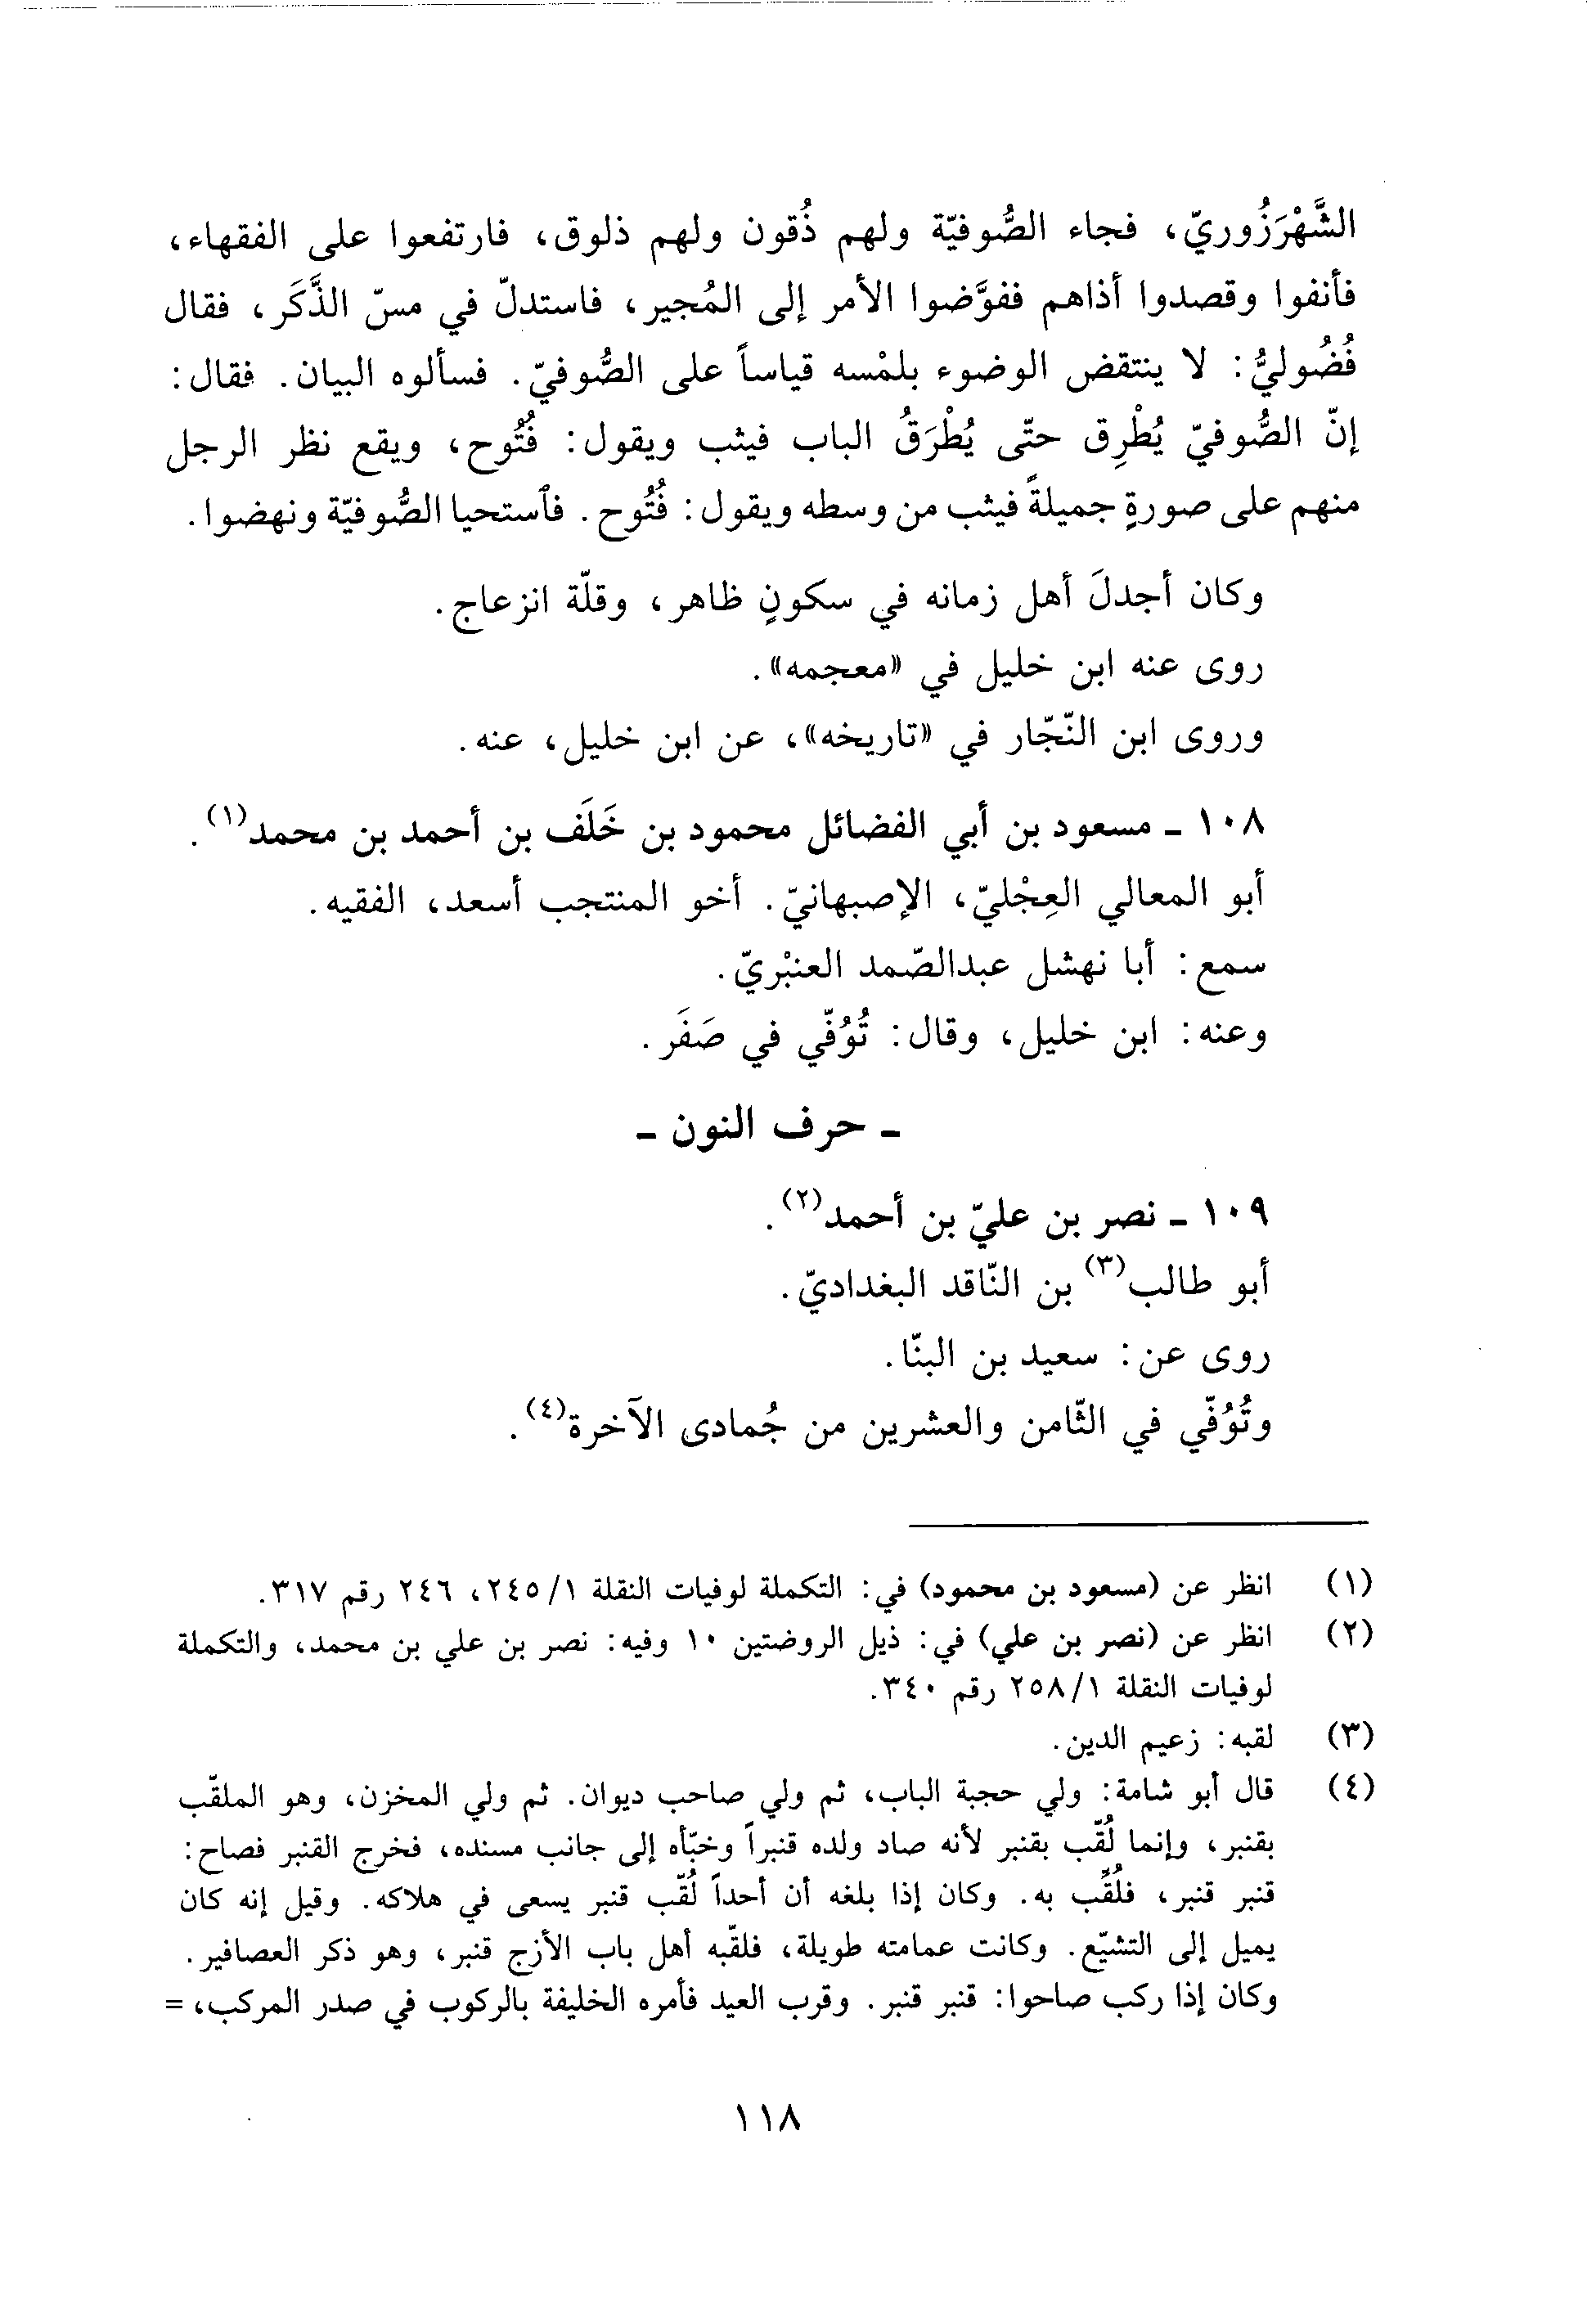 الشَّهْرَزُوريّ، فجاء الصُّوفيّة ولهم ذُقون ولهم ذلوق، فارتفعوا على الفقهاء،
فأنفوا وقصدوا أذاهم ففوَّضوا الأمر إلى المُجير، فاستدلّ في مسّ الذَّكَر، فقال
فُضُوليُّ: لا ينتقض الوضوء بلمْسه قياساً على الصُّوفيّ. فسألوه البيان. فقال:
إنّ الصُّوفيّ يُطْرِق حتّى يُطْرَقُ الباب فيثب ويقول: فُتُوح، ويقع نظر الرجل
منهم على صورةٍ جميلةً فيثب من وسطه ويقول: فُتُوح. فٱستحيا الصُّوفيّة ونهضوا.
وكان أجدلَ أهل زمانه في سكونٍ ظاهر، وقلّة انزعاج.
روى عنه ابن خليل في «معجمه».
وروى ابن النّجّار في «تاريخه»، عن ابن خليل، عنه.
١٠٨ ـ مسعود بن أبي الفضائل محمود بن خَلَف بن أحمد بن محمد(١).
أبو المعالي العِجْليّ، الإصبهانيّ. أخو المنتجب أسعد، الفقيه.
سمع: أبا نهشل عبدالصّمد العنبْريّ.
وعنه: ابن خليل، وقال: تُوُفّي في صَفَر.
ـ حرف النون ـ
١٠٩ ـ نصر بن عليّ بن أحمد(٢).
أبو طالب(٣) بن النّاقد البغداديّ.
روى عن: سعيد بن البنّا.
وتُوُفّي في الثّامن والعشرين من جُمادى الآخرة(٤).
(١) انظر عن (مسعود بن محمود) في: التكملة لوفيات النقلة ١/٢٤٥، ٢٤٦ رقم ٣١٧.
(٢) انظر عن (نصر بن علي) في: ذيل الروضتين ١٠ وفيه: نصر بن علي بن محمد، والتكملة
لوفيات النقلة ١/٢٥٨ رقم ٣٤٠.
(٣) لقبه: زعيم الدين.
(٤) قال أبو شامة: ولي حجبة الباب، ثم ولي صاحب ديوان. ثم ولي المخزن، وهو الملقّب
بقنبر، وإنما لُقّب بقنبر لأنه صاد ولده قنبراً وخبّأه إلى جانب مسنده، فخرج القنبر فصاح:
قنبر قنبر، فلُقِّب به. وكان إذا بلغه أن أحداً لُقّب قنبر يسعى في هلاكه. وقيل إنه كان
يميل إلى التشيّع. وكانت عمامته طويلة، فلقّبه أهل باب الأزج قنبر، وهو ذكر العصافير.
وكان إذا ركب صاحوا: قنبر قنبر. وقرب العيد فأمره الخليفة بالركوب في صدر المركب، =
١١٨